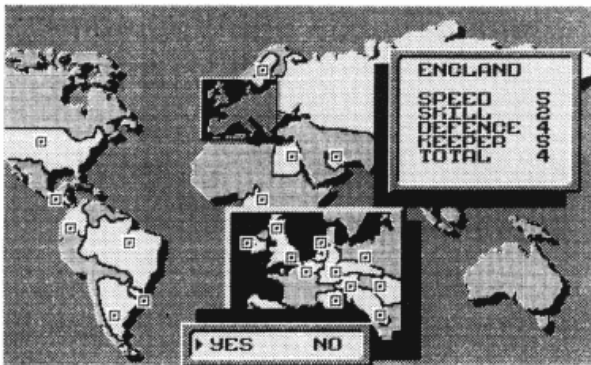 ENGLAND
SPEED 5
SKILL 2
DEFENCE 4
KEEPER 5
TOTAL 4
▸ YES NO